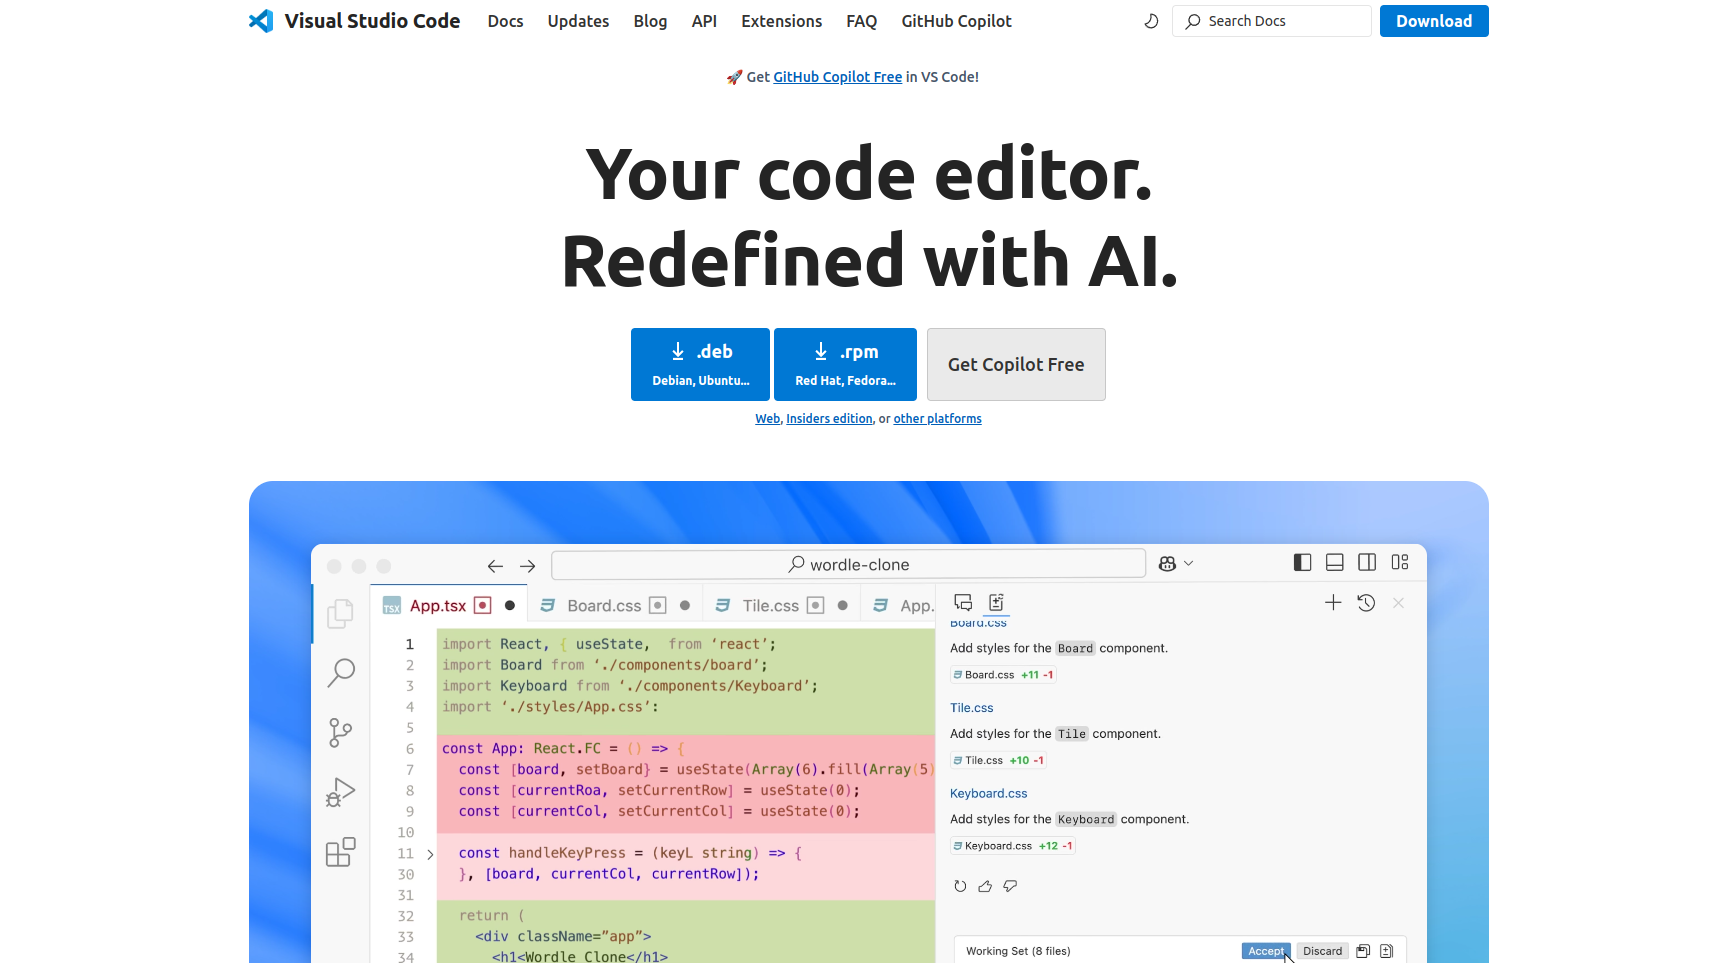 Visual Studio Code Docs Updates Blog API Extensions FAQ GitHub Copilot Search Docs Download
🚀 Get GitHub Copilot Free in VS Code!
Your code editor.
Redefined with AI.
.deb
Debian, Ubuntu...
.rpm
Red Hat, Fedora...
Get Copilot Free
Web, Insiders edition, or other platforms
wordle-clone
TSX App.tsx Board.css Tile.css App.
1 import React, { useState,  from ‘react’;
2 import Board from ‘./components/board’;
3 import Keyboard from ‘./components/Keyboard’;
4 import ‘./styles/App.css’:
5
6 const App: React.FC = () => {
7 const [board, setBoard} = useState(Array(6).fill(Array(5)
8 const [currentRoa, setCurrentRow] = useState(0);
9 const [currentCol, setCurrentCol] = useState(0);
10
11 const handleKeyPress = (keyL string) => {
30 }, [board, currentCol, currentRow]);
31
32 return (
33 <div className=”app”>
34 <h1<Wordle Clone</h1>
Board.css
Add styles for the Board component.
Board.css +11 -1
Tile.css
Add styles for the Tile component.
Tile.css +10 -1
Keyboard.css
Add styles for the Keyboard component.
Keyboard.css +12 -1
Working Set (8 files) Accept Discard